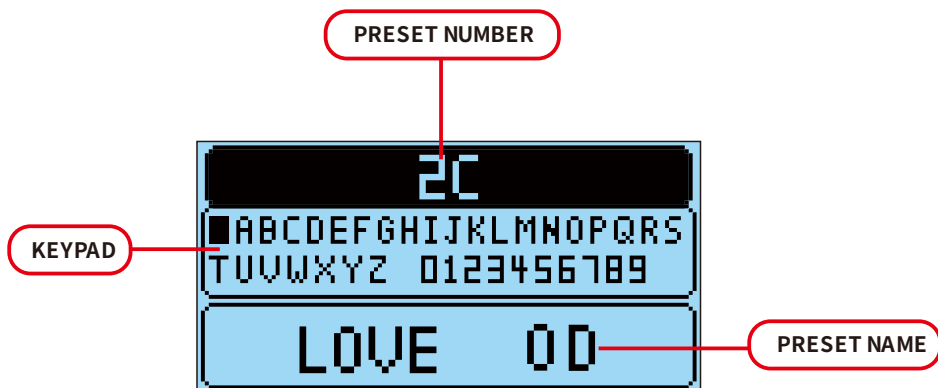 PRESET NUMBER
2C
KEYPAD
ABCDEFGHIJKLMNOPQRS
TUVWXYZ 0123456789
LOVE OD
PRESET NAME